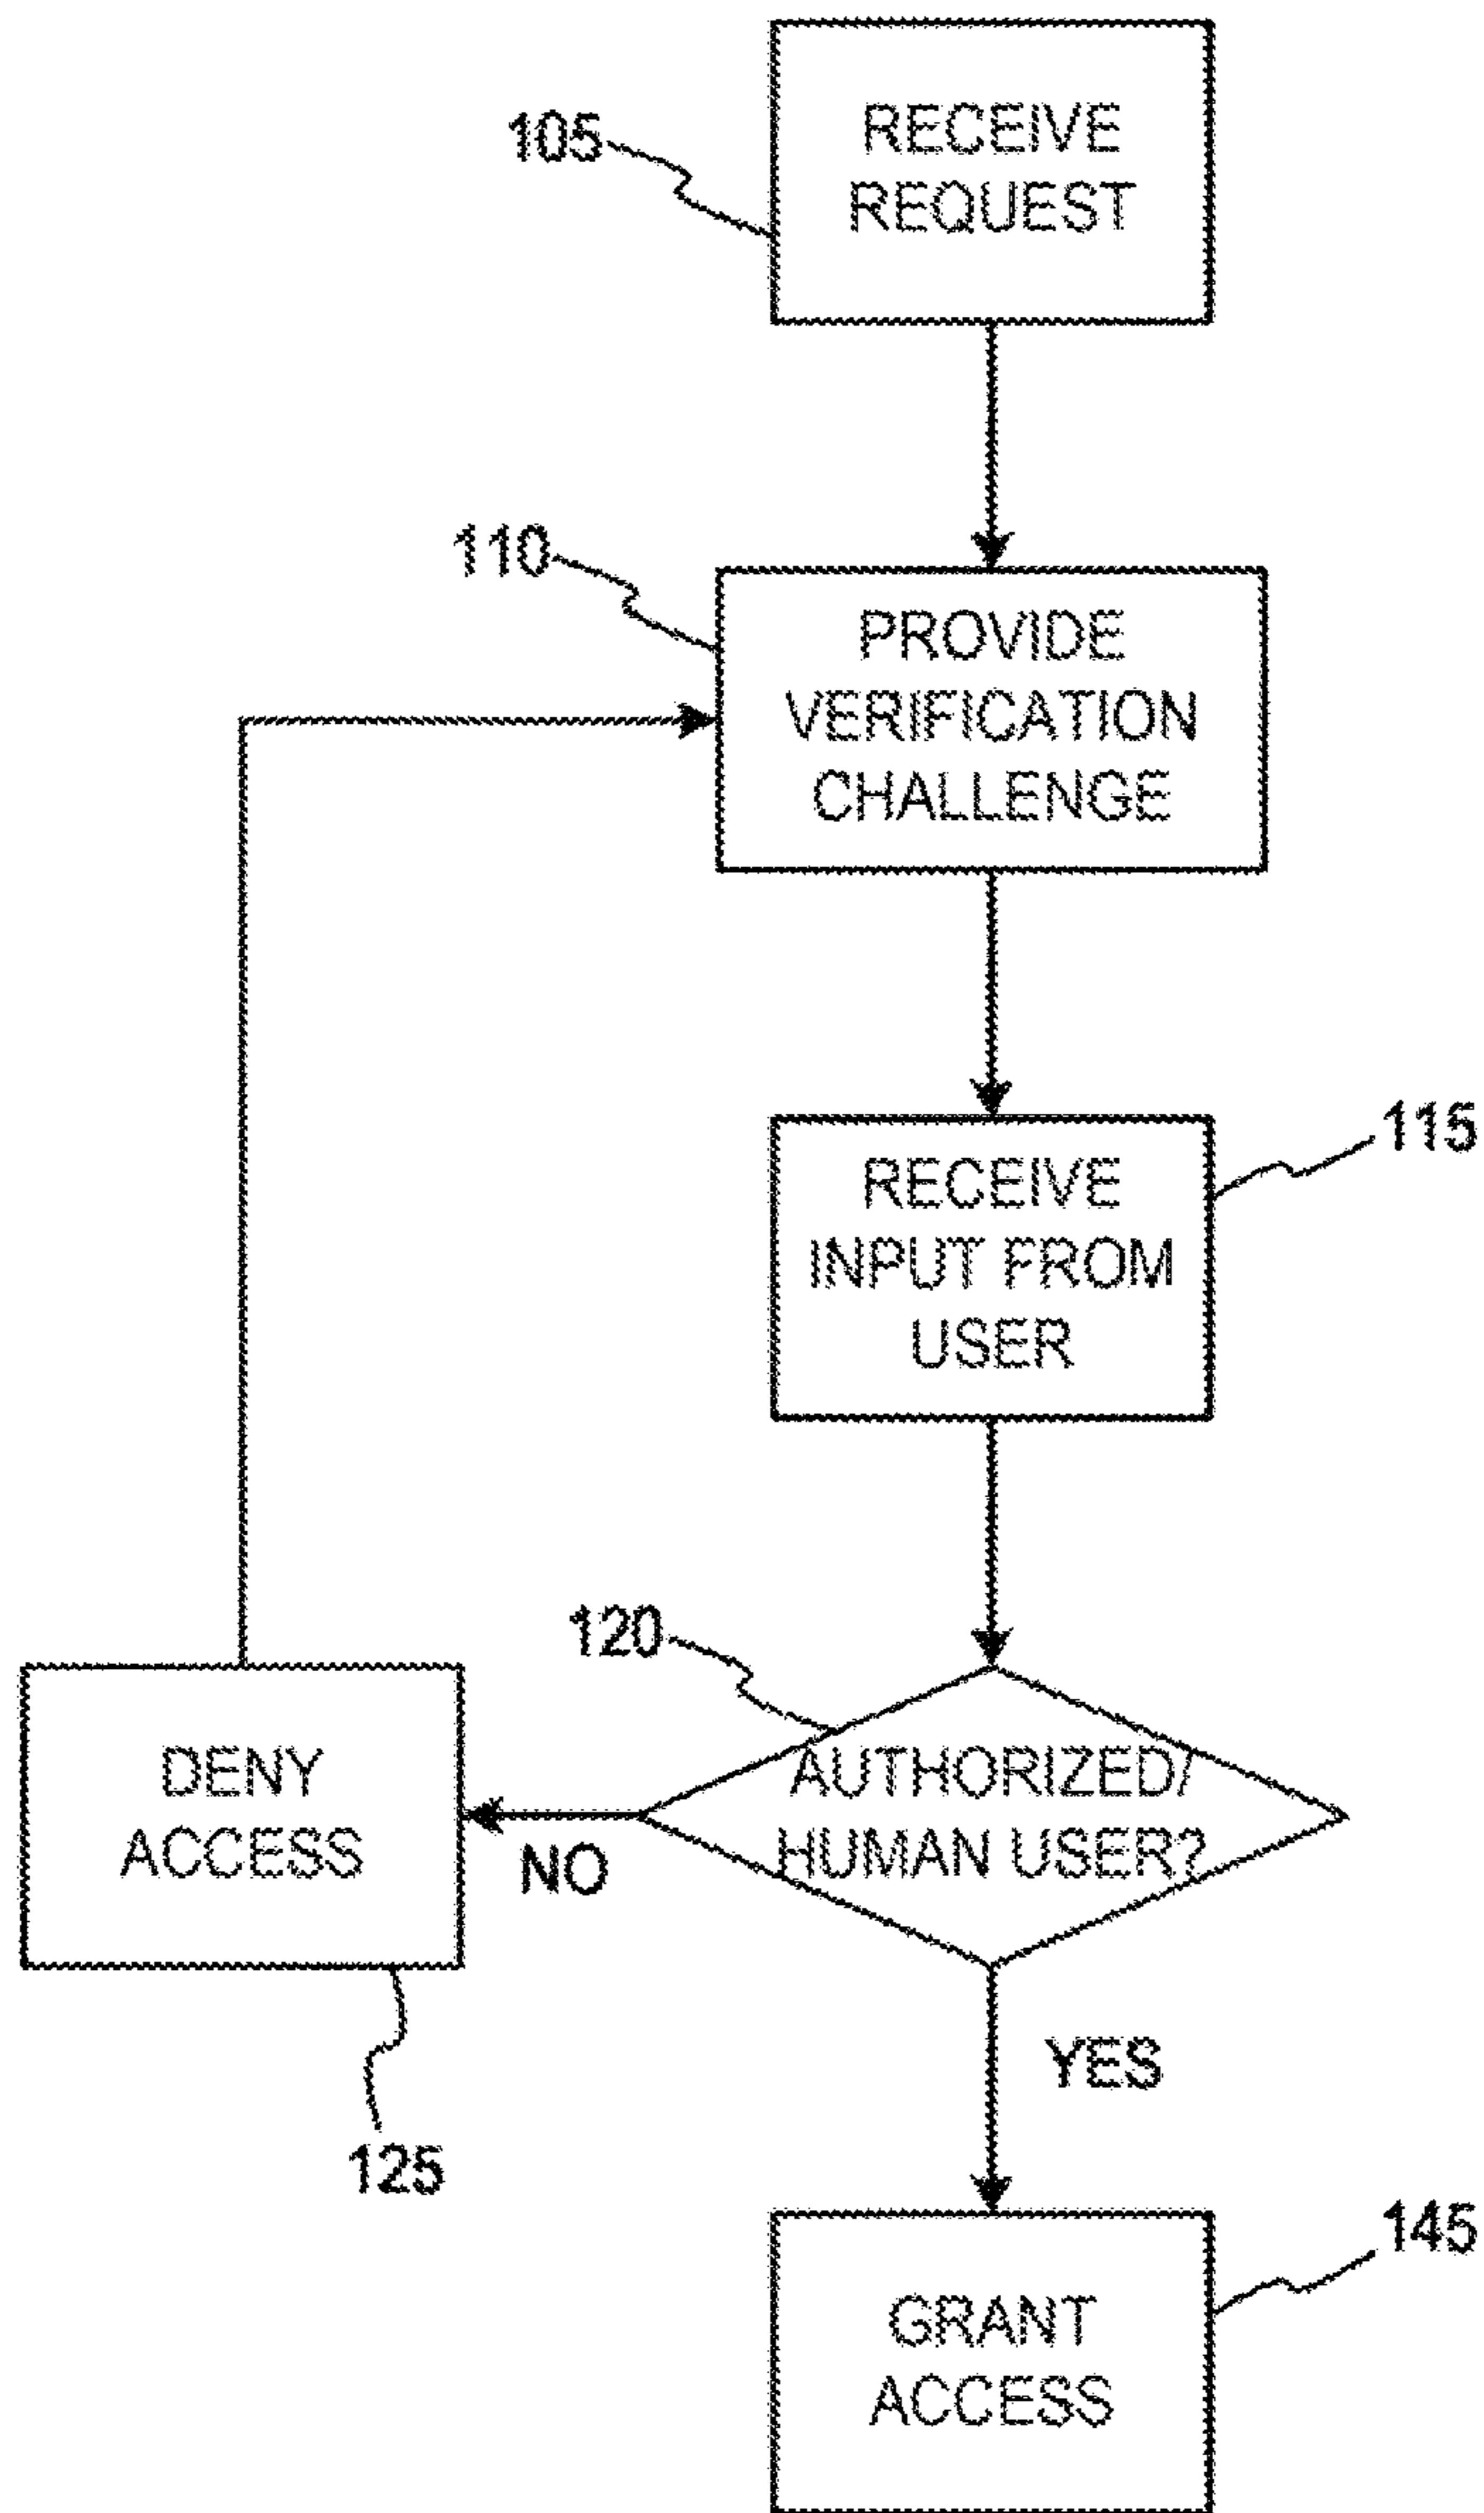 105
RECEIVE
REQUEST
110
PROVIDE
VERIFICATION
CHALLENGE
115
RECEIVE
INPUT FROM
USER
120
AUTHORIZED/
HUMAN USER?
DENY
ACCESS
NO
YES
125
145
GRANT
ACCESS